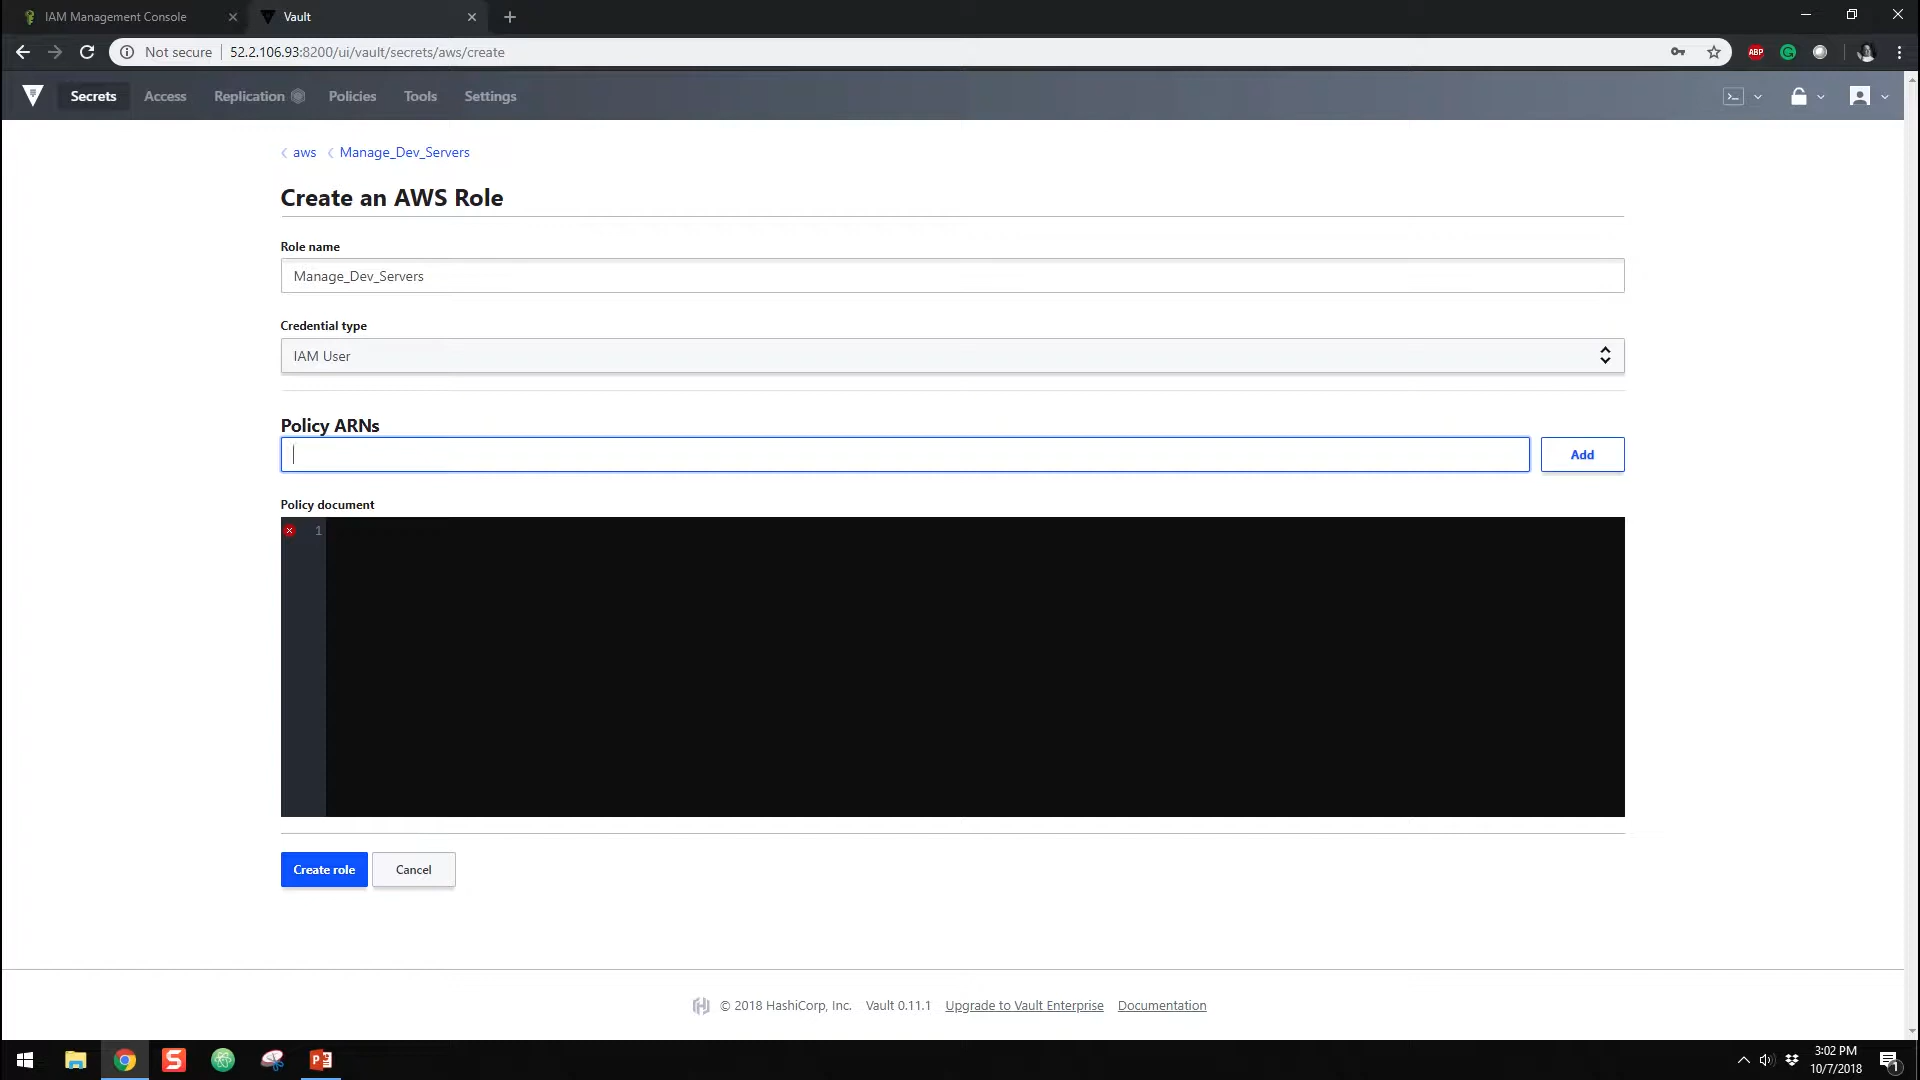 IAM Management Console
Vault
Not secure
52.2.106.93:8200/ui/vault/secrets/aws/create
ABP
Secrets
Access
Replication
Policies
Tools
Settings
aws
Manage_Dev_Servers
Create an AWS Role
Role name
Manage_Dev_Servers
Credential type
IAM User
Policy ARNs
Add
Policy document
1
Create role
Cancel
© 2018 HashiCorp, Inc.
Vault 0.11.1
Upgrade to Vault Enterprise
Documentation
3:02 PM
10/7/2018
1